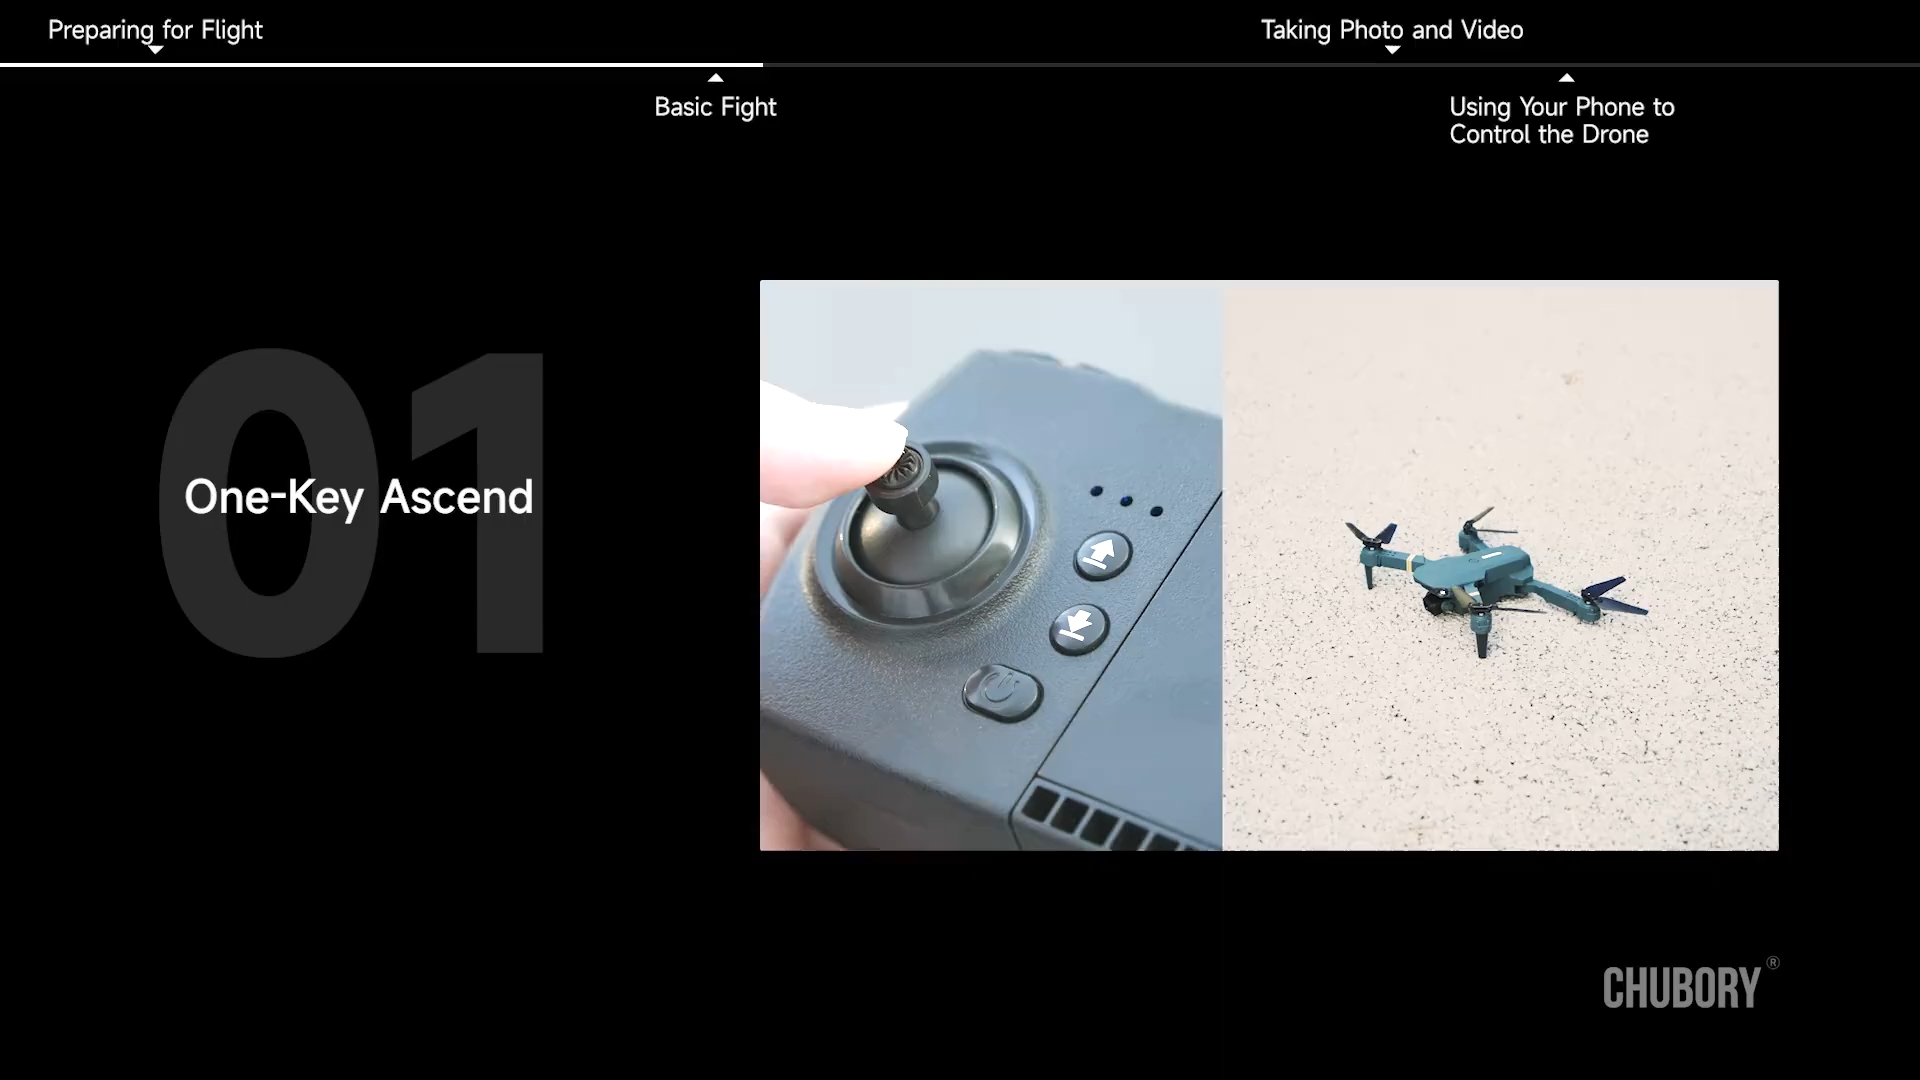 Preparing for Flight
Taking Photo and Video
Basic Fight
Using Your Phone to
Control the Drone
01
One-Key Ascend
CHUBORY®